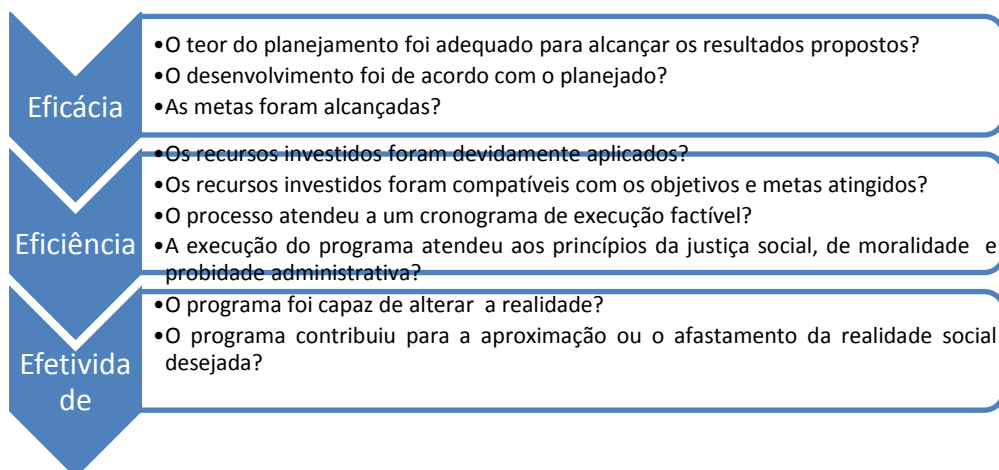 Eficácia
•O teor do planejamento foi adequado para alcançar os resultados propostos?
•O desenvolvimento foi de acordo com o planejado?
•As metas foram alcançadas?
Eficiência
•Os recursos investidos foram devidamente aplicados?
•Os recursos investidos foram compatíveis com os objetivos e metas atingidos?
•O processo atendeu a um cronograma de execução factível?
•A execução do programa atendeu aos princípios da justiça social, de moralidade e
probidade administrativa?
Efetivida
de
•O programa foi capaz de alterar a realidade?
•O programa contribuiu para a aproximação ou o afastamento da realidade social
desejada?